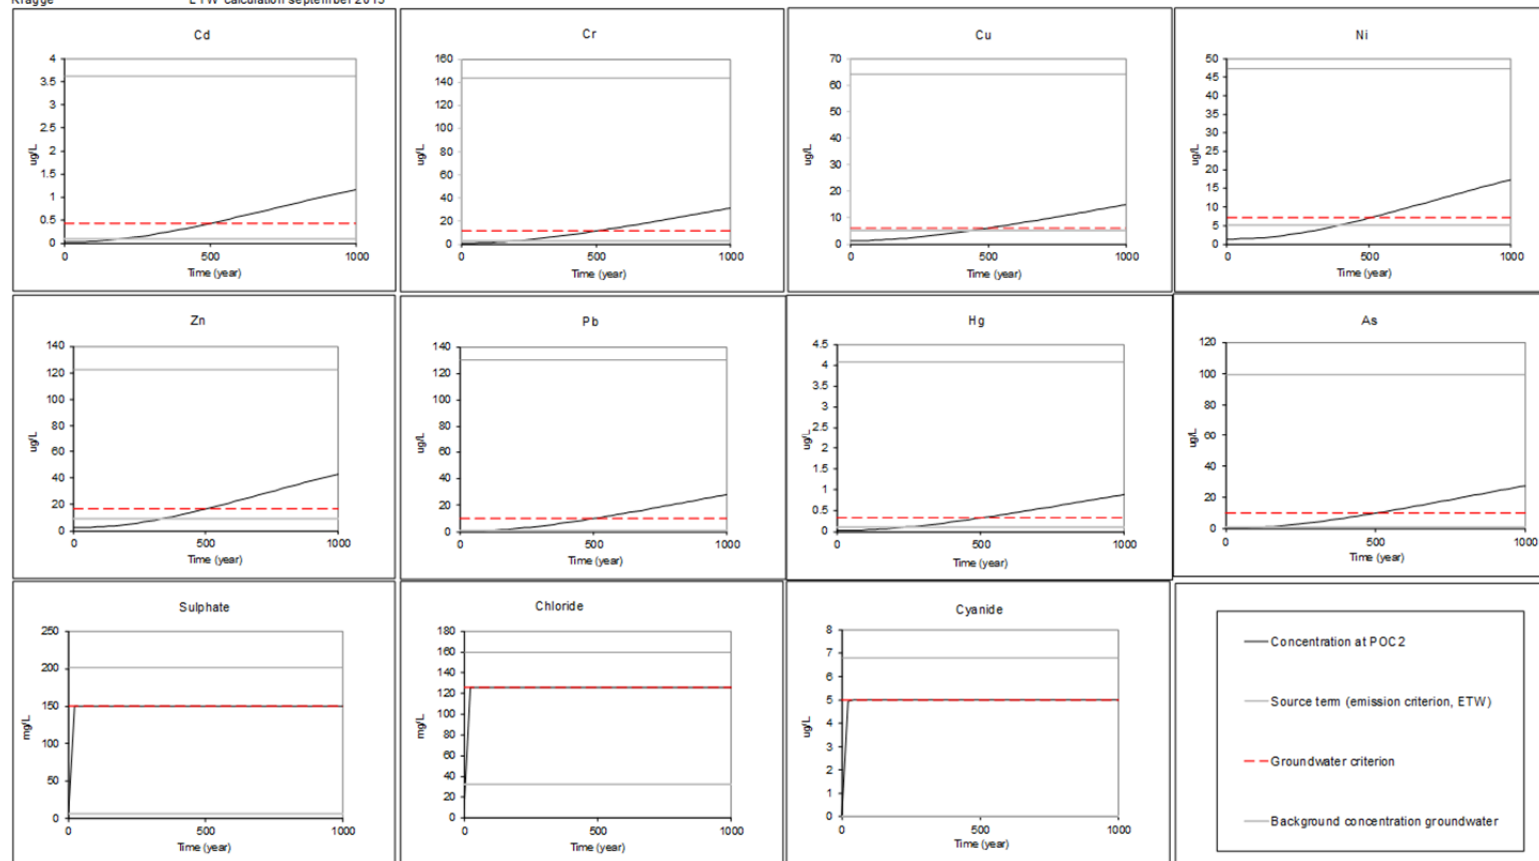 Kragge ETW calculation september 2013
Cd
4
3.5
3
2.5
2
1.5
1
0.5
0
ug/L
0 500 1000
Time (year)
Cr
160
140
120
100
80
60
40
20
0
ug/L
0 500 1000
Time (year)
Cu
70
60
50
40
30
20
10
0
ug/L
0 500 1000
Time (year)
Ni
50
45
40
35
30
25
20
15
10
5
0
ug/L
0 500 1000
Time (year)
Zn
140
120
100
80
60
40
20
0
ug/L
0 500 1000
Time (year)
Pb
140
120
100
80
60
40
20
0
ug/L
0 500 1000
Time (year)
Hg
4.5
4
3.5
3
2.5
2
1.5
1
0.5
0
ug/L
0 500 1000
Time (year)
As
120
100
80
60
40
20
0
ug/L
0 500 1000
Time (year)
Sulphate
250
200
150
100
50
0
mg/L
0 500 1000
Time (year)
Chloride
180
160
140
120
100
80
60
40
20
0
mg/L
0 500 1000
Time (year)
Cyanide
8
7
6
5
4
3
2
1
0
ug/L
0 500 1000
Time (year)
Concentration at POC2
Source term (emission criterion, ETW)
Groundwater criterion
Background concentration groundwater